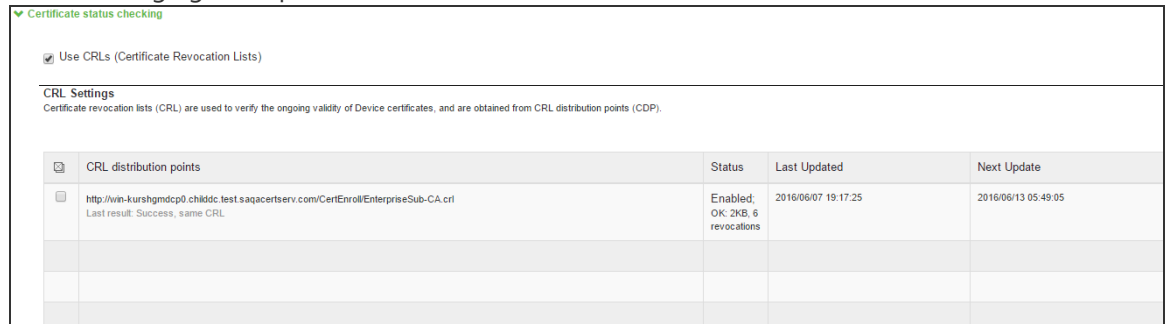 Certificate status checking
Use CRLs (Certificate Revocation Lists)
CRL Settings
Certificate revocation lists (CRL) are used to verify the ongoing validity of Device certificates, and are obtained from CRL distribution points (CDP).
CRL distribution points Status Last Updated Next Update
http://win-kurshgmdcp0.childdc.test.saqacertserv.com/CertEnroll/EnterpriseSub-CA.crl Enabled; 2016/06/07 19:17:25 2016/06/13 05:49:05
Last result: Success, same CRL OK: 2KB, 6
revocations